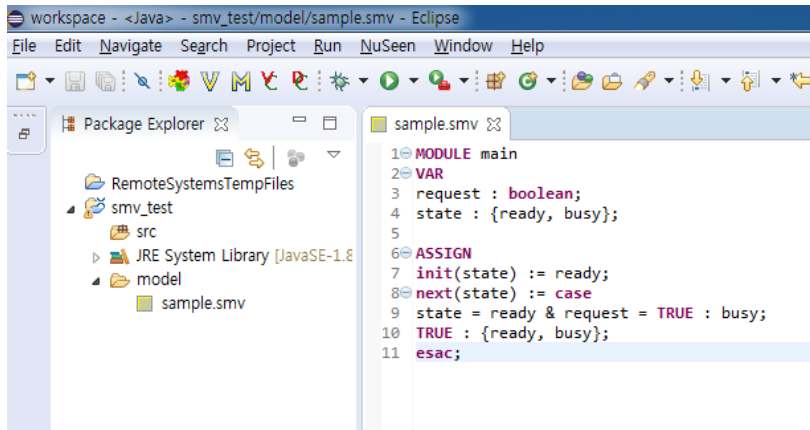 workspace - <Java> - smv_test/model/sample.smv - Eclipse
File Edit Navigate Search Project Run NuSeen Window Help
Package Explorer
RemoteSystemsTempFiles
smv_test
src
JRE System Library [JavaSE-1.8
model
sample.smv
sample.smv
1 MODULE main
2 VAR
3 request : boolean;
4 state : {ready, busy};
5
6 ASSIGN
7 init(state) := ready;
8 next(state) := case
9 state = ready & request = TRUE : busy;
10 TRUE : {ready, busy};
11 esac;